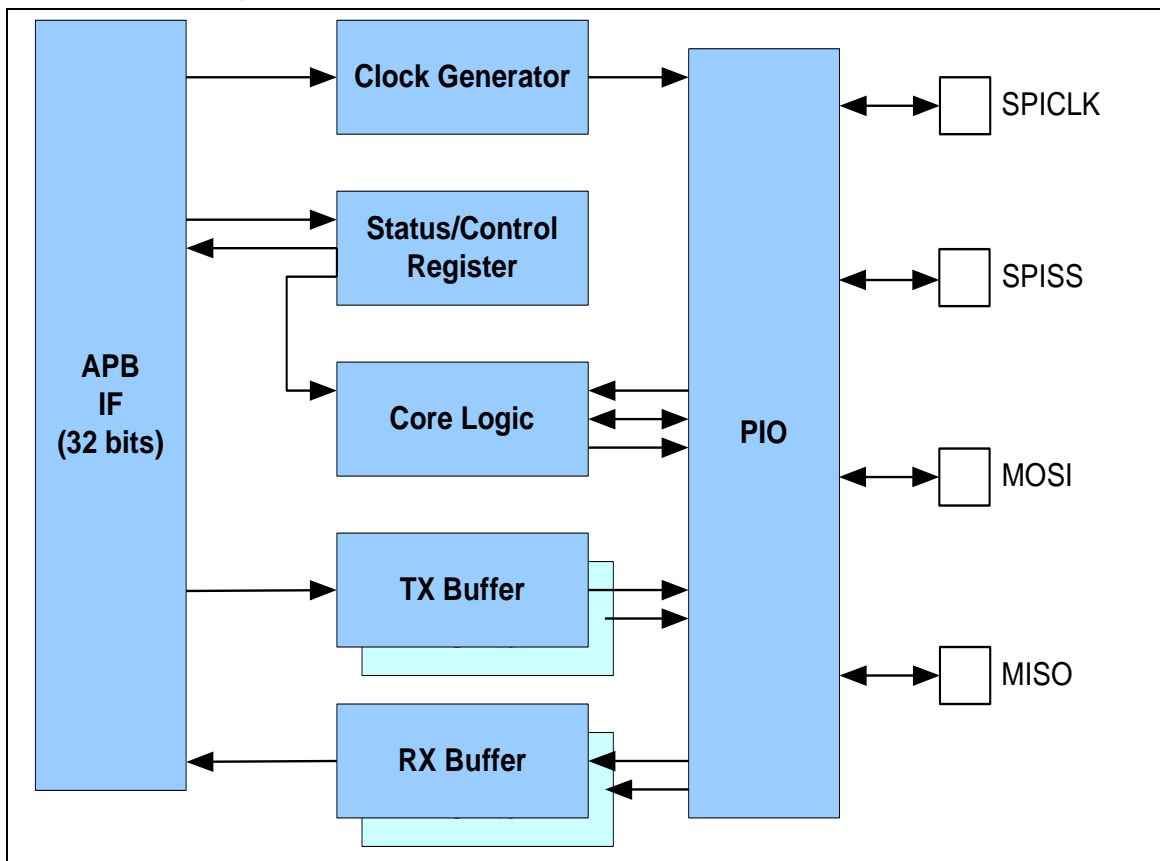 Clock Generator
SPICLK
Status/Control
Register
SPISS
APB
IF
(32 bits)
Core Logic
PIO
MOSI
TX Buffer
MISO
RX Buffer